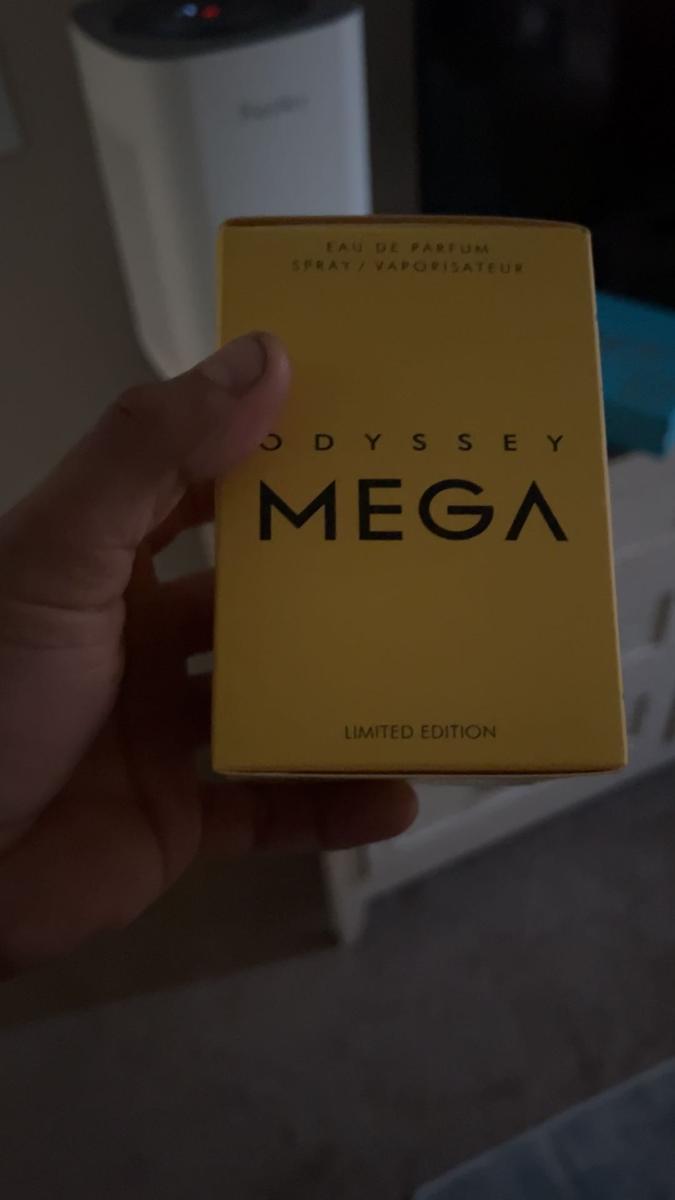 EAU DE PARFUM
SPRAY / VAPORISATEUR
ODYSSEY
MEGA
LIMITED EDITION